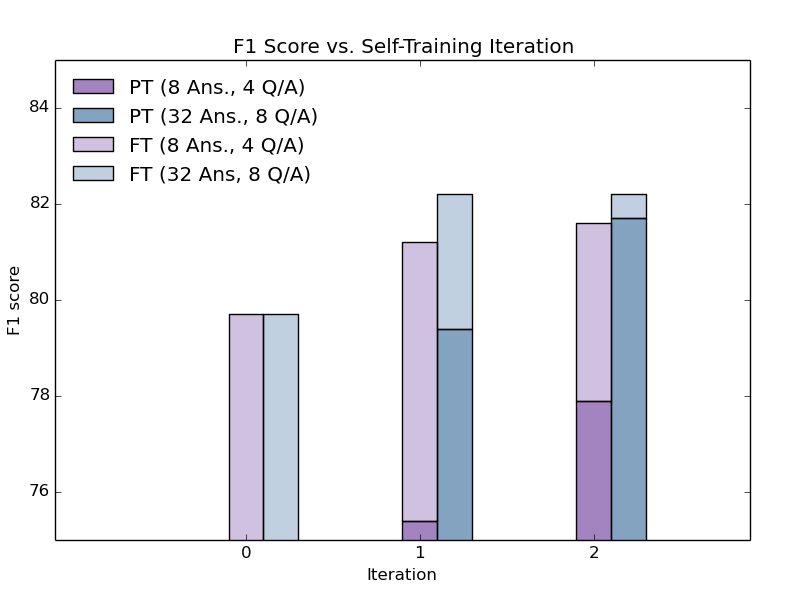 F1 Score vs. Self-Training Iteration
PT (8 Ans., 4 Q/A)
PT (32 Ans., 8 Q/A)
FT (8 Ans., 4 Q/A)
FT (32 Ans, 8 Q/A)
84
82
80
78
76
F1 score
0 1 2
Iteration